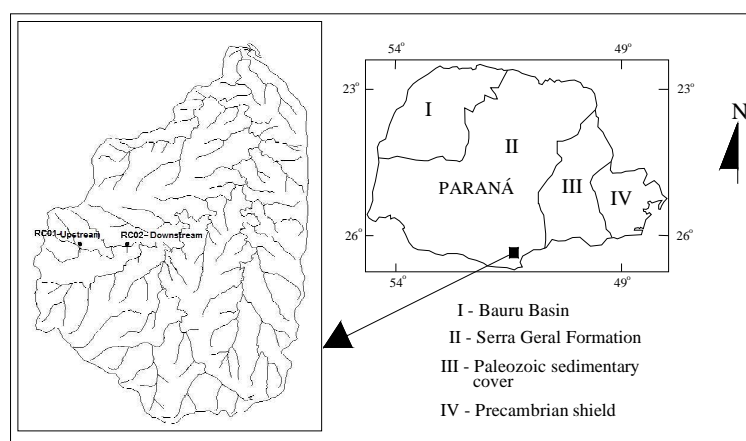 54°
49°
23°
23°
N
I
II
PARANÁ
III
IV
RC01-Upstream
RC02- Downstream
26°
26°
54°
49°
I - Bauru Basin
II - Serra Geral Formation
III - Paleozoic sedimentary
cover
IV - Precambrian shield